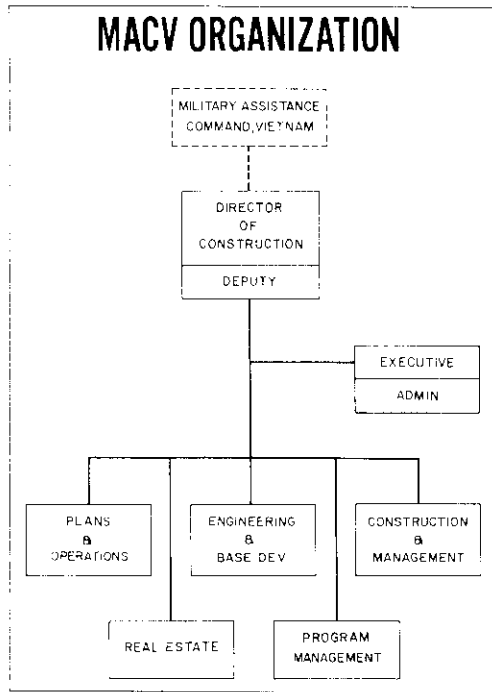 MACV ORGANIZATION
MILITARY ASSISTANCE
COMMAND, VIETNAM
DIRECTOR
OF
CONSTRUCTION
DEPUTY
EXECUTIVE
ADMIN
PLANS
&
OPERATIONS
ENGINEERING
&
BASE DEV
CONSTRUCTION
&
MANAGEMENT
REAL ESTATE
PROGRAM
MANAGEMENT